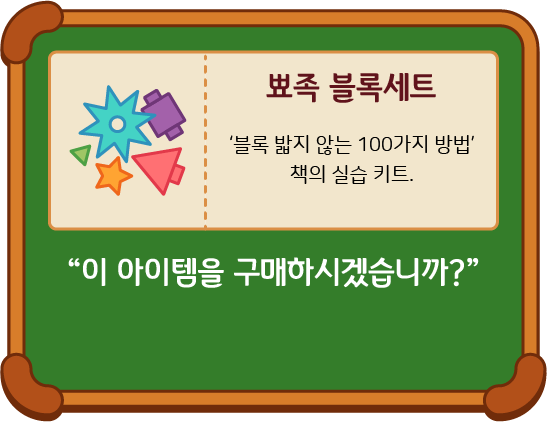 뾰족 블록세트
‘블록 밟지 않는 100가지 방법’
책의 실습 키트.
“이 아이템을 구매하시겠습니까?”